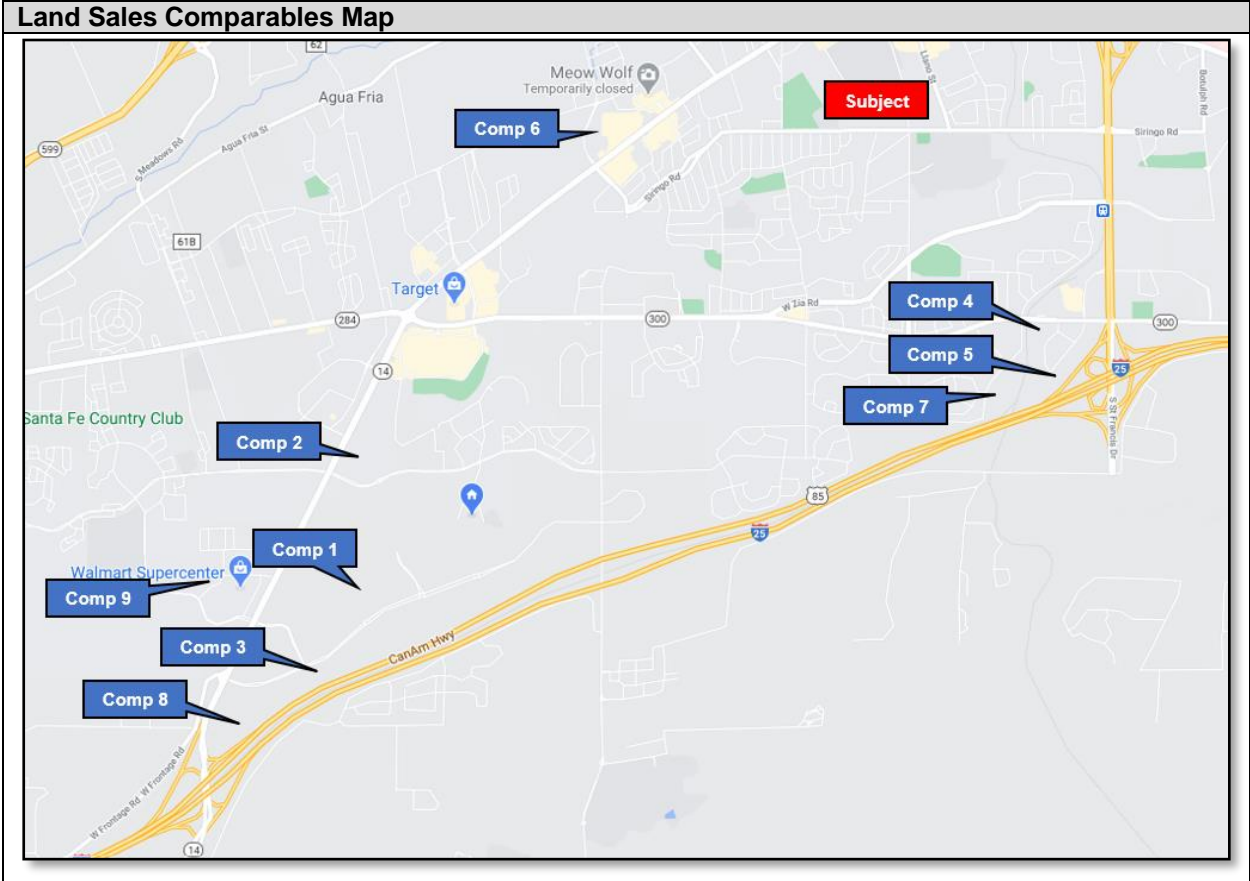 Land Sales Comparables Map
62
Meow Wolf
Temporarily closed
Agua Fria
Subject
Llano St
Botulph Rd
Comp 6
599
S Meadows Rd
Agua Fria St
Siringo Rd
Siringo Rd
61B
Target
284
300
W Zia Rd
Comp 4
300
Comp 5
25
14
Comp 7
S St Francis Dr
Santa Fe Country Club
Comp 2
85
25
Comp 1
Walmart Supercenter
Comp 9
Comp 3
CanAm Hwy
Comp 8
W Frontage Rd
W Frontage Rd
14